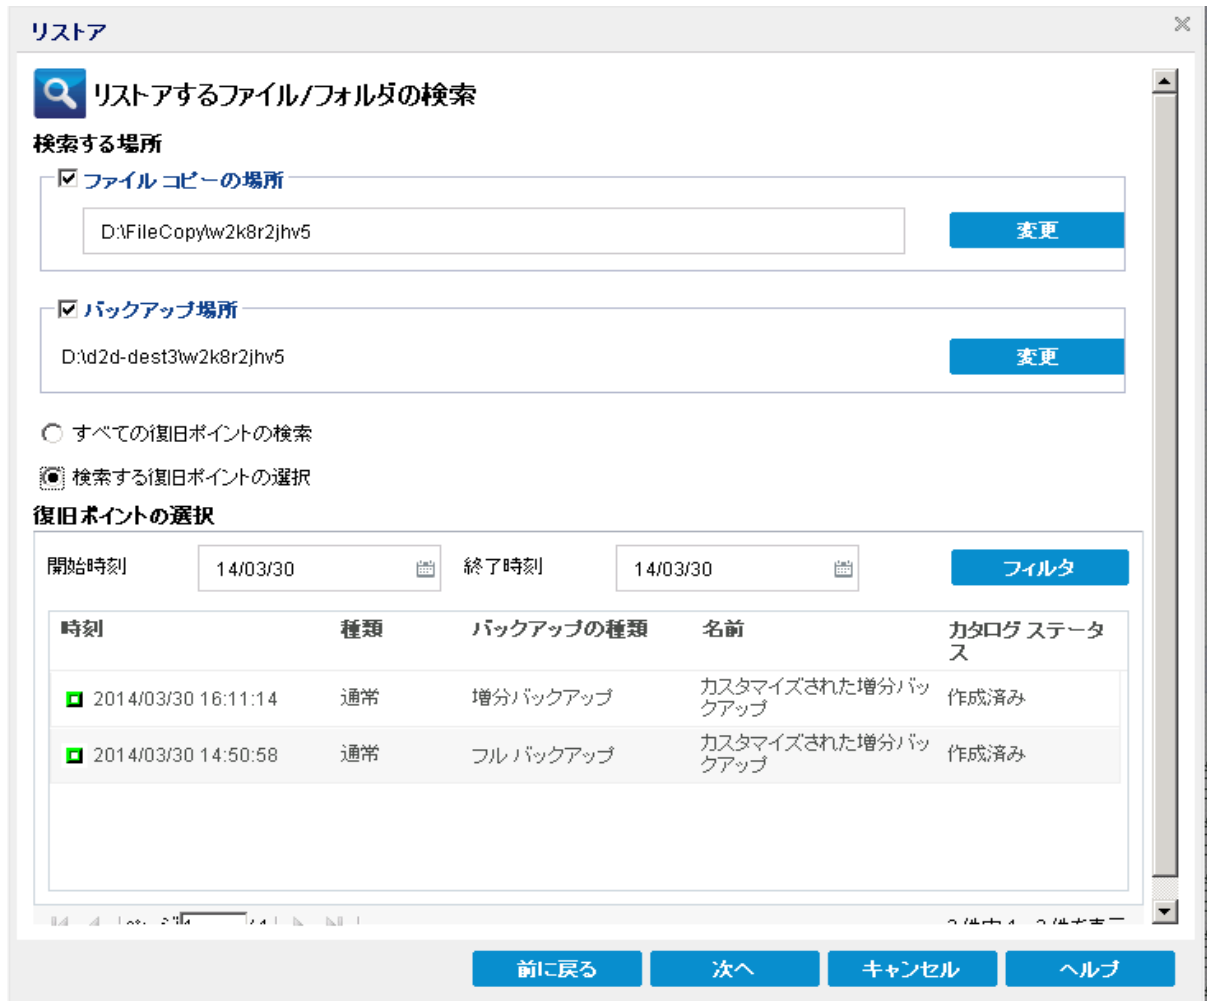 リストア
リストアするファイル/フォルダの検索
検索する場所
ファイル コピーの場所
D:\FileCopy\w2k8r2jhv5
変更
バックアップ場所
D:\d2d-dest3\w2k8r2jhv5
変更
すべての復旧ポイントの検索
検索する復旧ポイントの選択
復旧ポイントの選択
開始時刻 14/03/30 終了時刻 14/03/30 フィルタ
時刻 種類 バックアップの種類 名前 カタログ ステータ
ス
2014/03/30 16:11:14 通常 増分バックアップ カスタマイズされた増分バッ 作成済み
クアップ
2014/03/30 14:50:58 通常 フル バックアップ カスタマイズされた増分バッ 作成済み
クアップ
前に戻る 次へ キャンセル ヘルプ